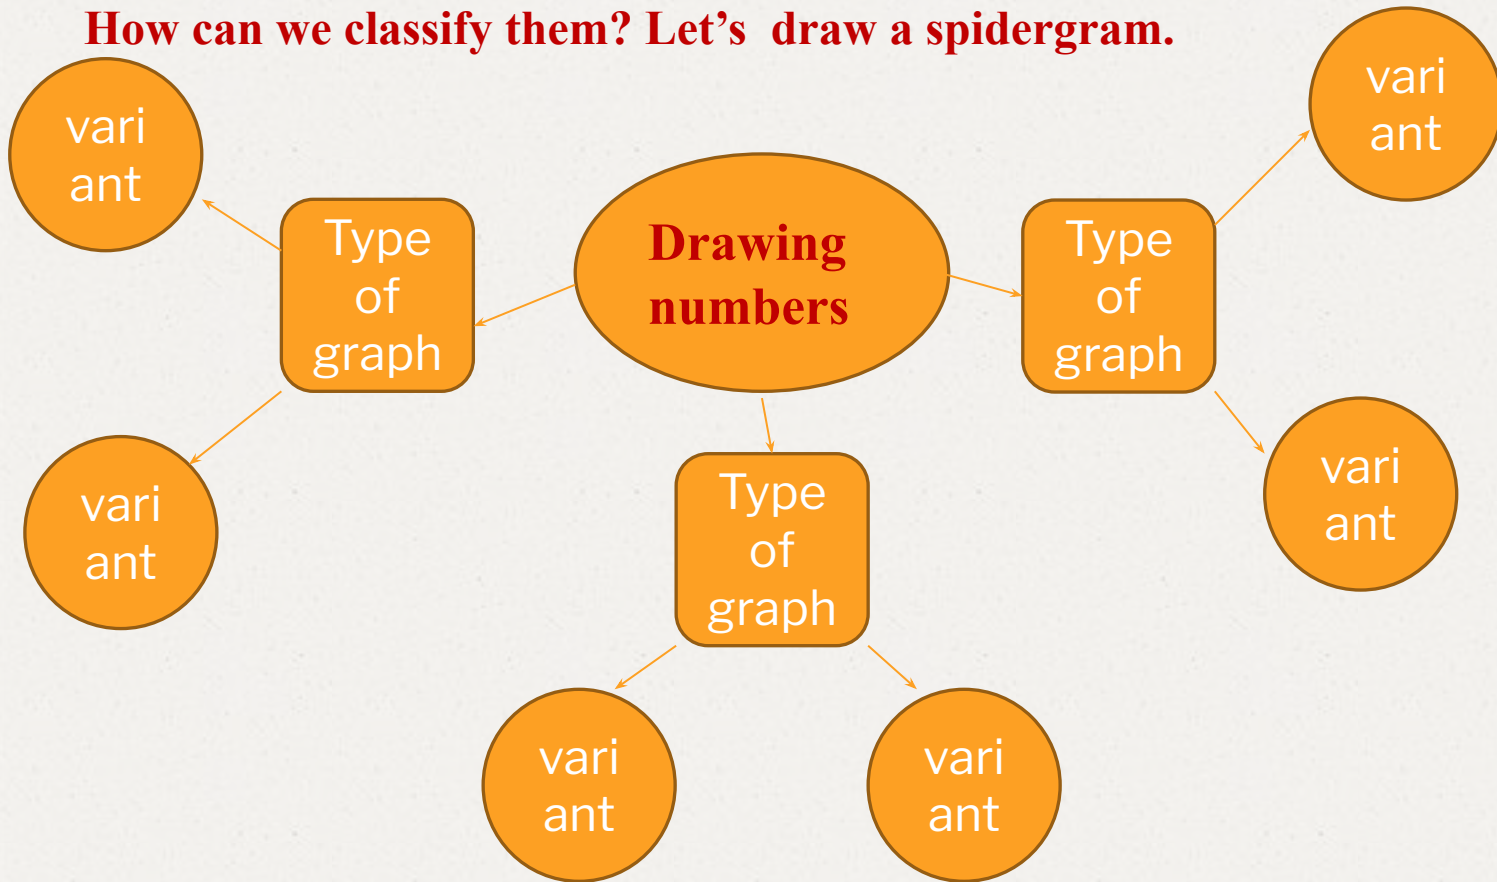 How can we classify them? Let’s  draw a spidergram.
vari
ant
Type
of
graph
vari
ant
Drawing
numbers
Type
of
graph
vari
ant
vari
ant
Type
of
graph
vari
ant
vari
ant